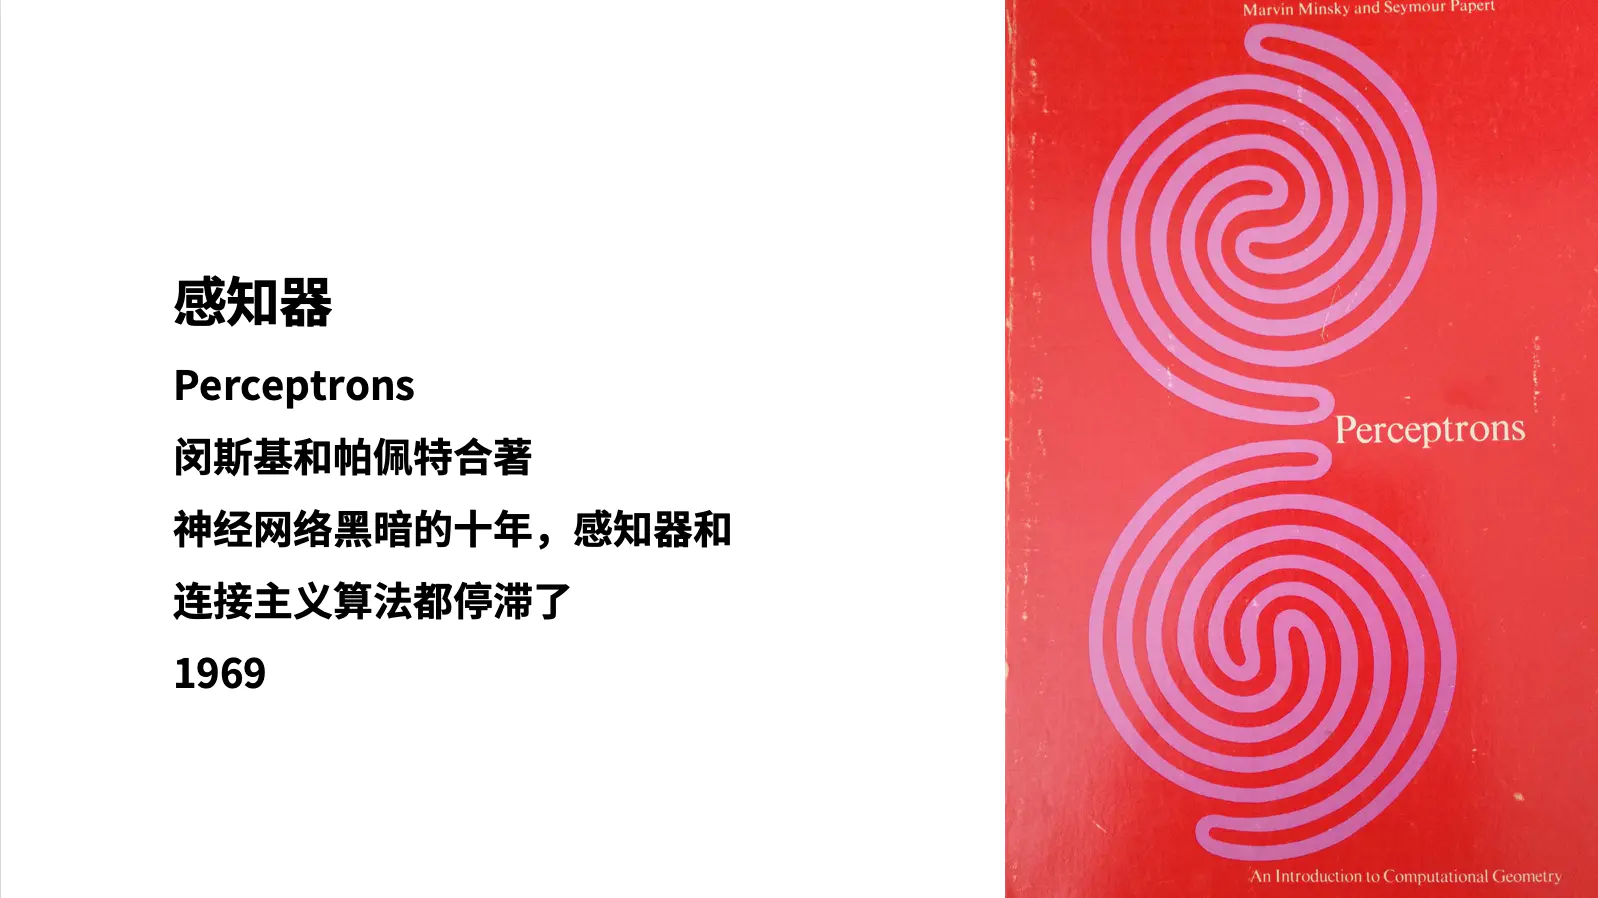 感知器
Perceptrons
闵斯基和帕佩特合著
神经网络黑暗的十年，感知器和
连接主义算法都停滞了
1969
Marvin Minsky and Seymour Papert
Perceptrons
An Introduction to Computational Geometry